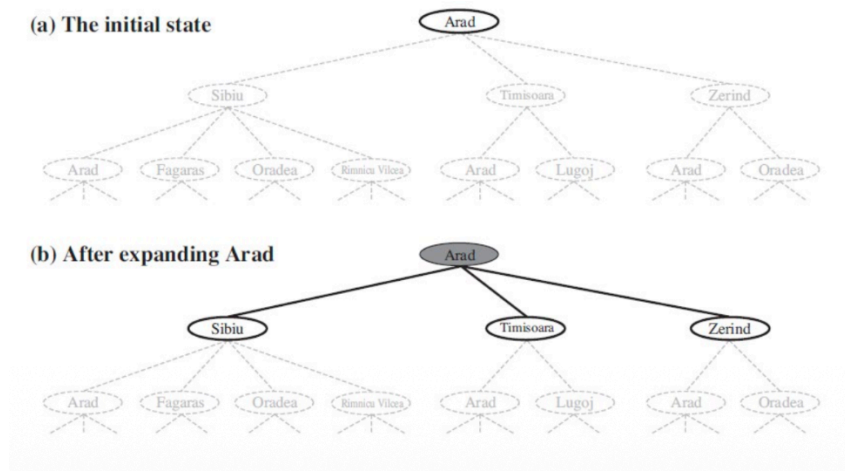 (a) The initial state
Arad
Sibiu Timisoara Zerind
Arad Fagaras Oradea Rimnicu Vilcea Arad Lugoj Arad Oradea
(b) After expanding Arad
Arad
Sibiu Timisoara Zerind
Arad Fagaras Oradea Rimnicu Vilcea Arad Lugoj Arad Oradea